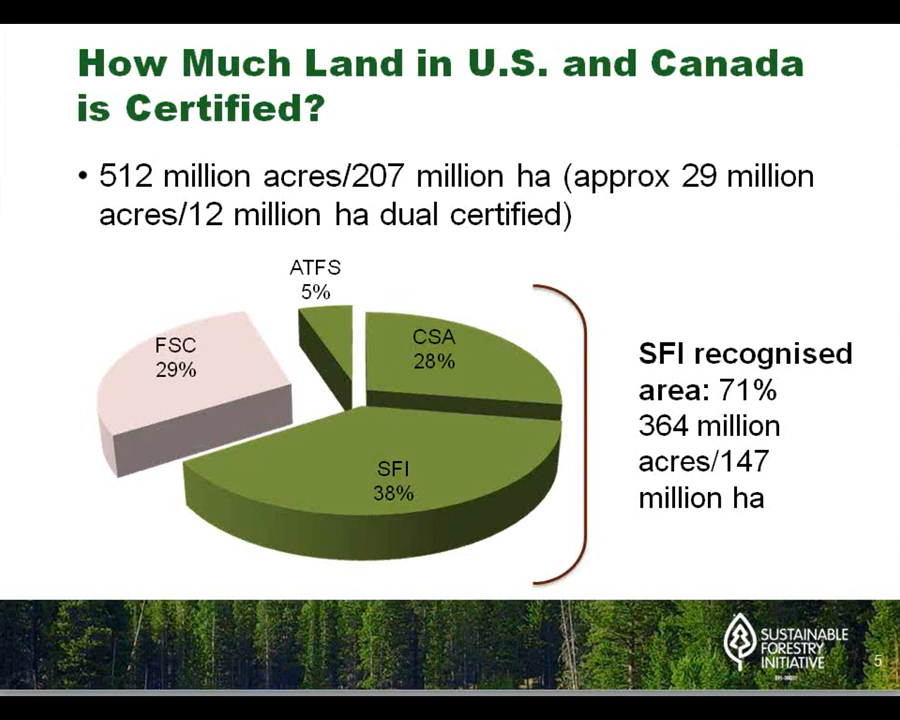 How Much Land in U.S. and Canada
is Certified?
• 512 million acres/207 million ha (approx 29 million
acres/12 million ha dual certified)
ATFS
5%
FSC
29%
CSA
28%
SFI
38%
SFI recognised
area: 71%
364 million
acres/147
million ha
SUSTAINABLE
FORESTRY
INITIATIVE
5